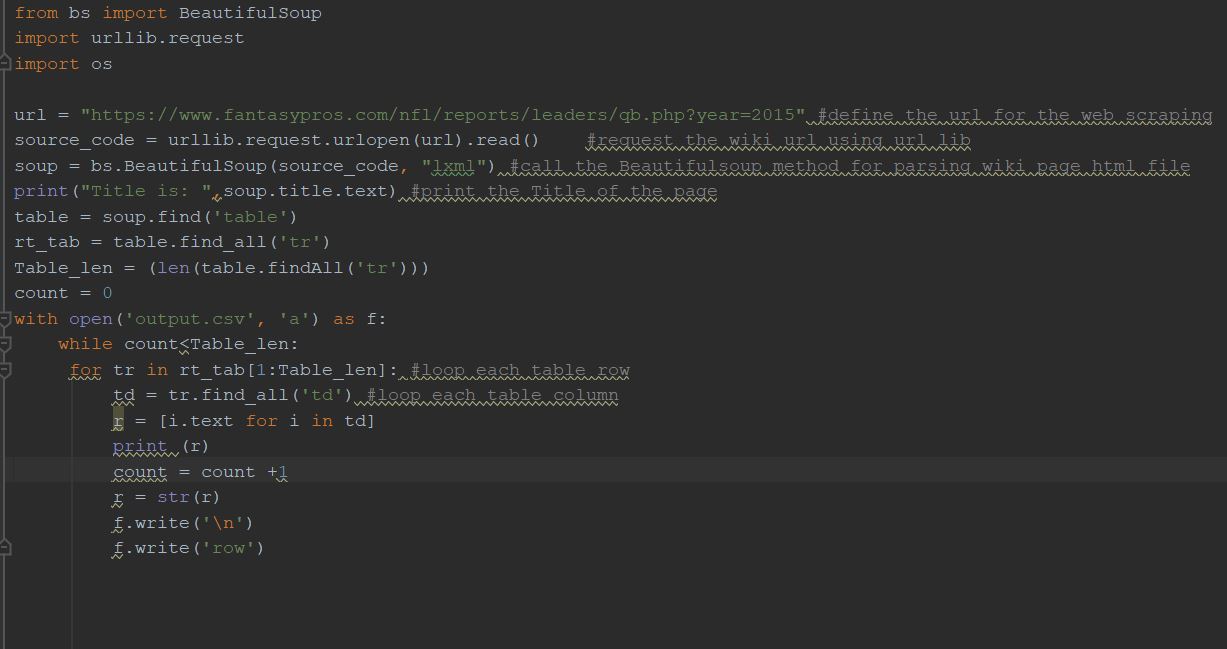 from bs import BeautifulSoup
import urllib.request
import os

url = "https://www.fantasypros.com/nfl/reports/leaders/qb.php?year=2015" #define the url for the web scraping
source_code = urllib.request.urlopen(url).read()    #request the wiki url using url lib
soup = bs.BeautifulSoup(source_code, "lxml") #call the Beautifulsoup method for parsing wiki page html file
print("Title is: ",soup.title.text) #print the Title of the page
table = soup.find('table')
rt_tab = table.find_all('tr')
Table_len = (len(table.findAll('tr')))
count = 0
with open('output.csv', 'a') as f:
    while count<Table_len:
     for tr in rt_tab[1:Table_len]: #loop each table row
         td = tr.find_all('td') #loop each table column
         r = [i.text for i in td]
         print (r)
         count = count +1
         r = str(r)
         f.write('\n')
         f.write('row')